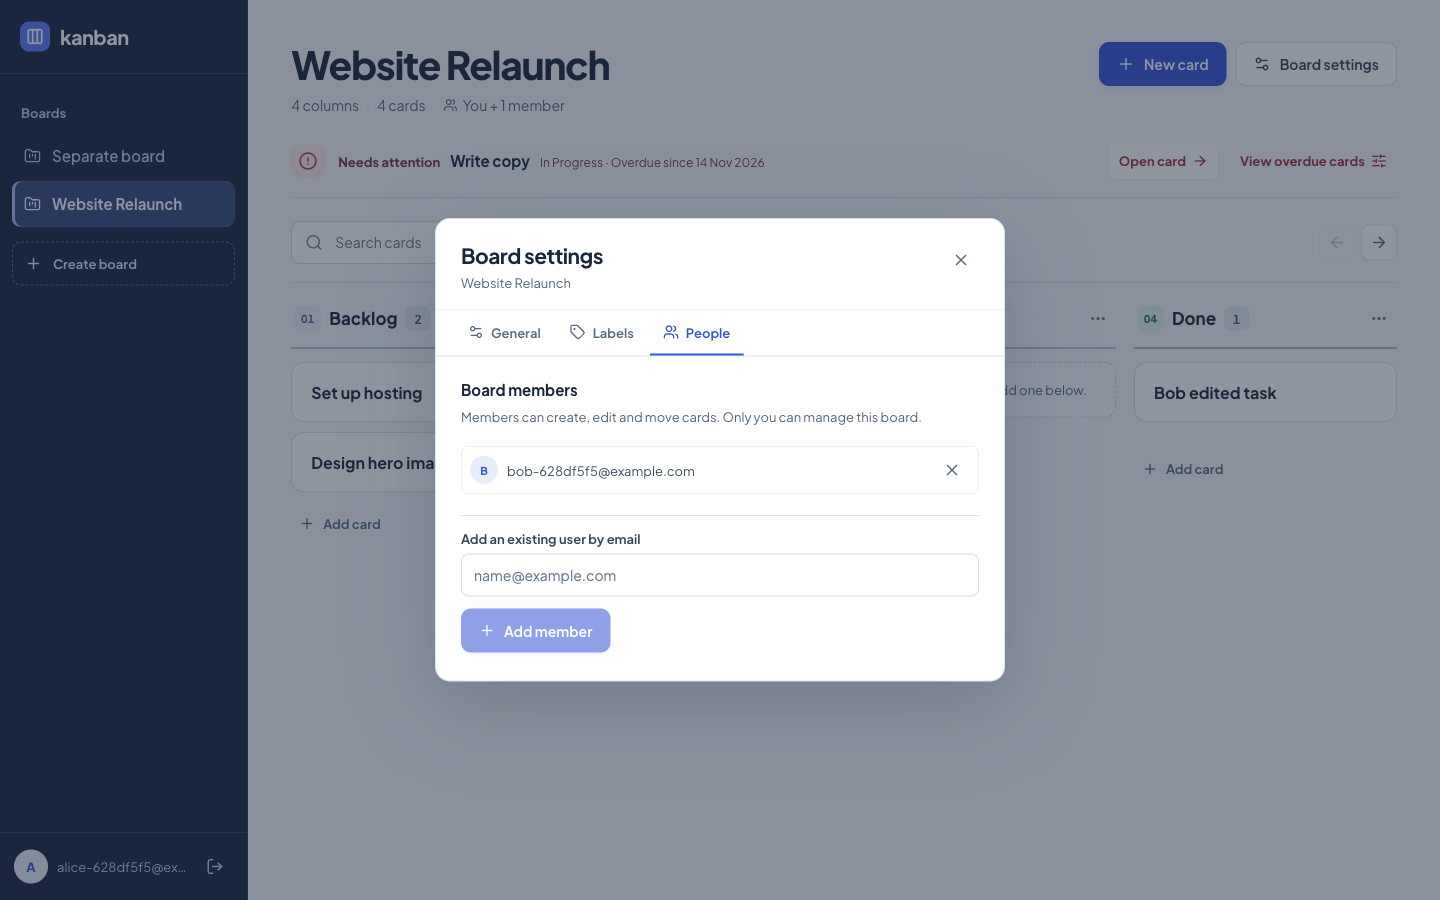 kanban
Boards
Separate board
Website Relaunch
Create board
A alice-628df5f5@ex...
Website Relaunch
4 columns · 4 cards You + 1 member
New card
Board settings
Needs attention Write copy In Progress · Overdue since 14 Nov 2026
Open card
View overdue cards
Search cards
01 Backlog 2
Set up hosting
Design hero ima
Add card
dd one below.
04 Done 1
Bob edited task
Add card
Board settings
Website Relaunch
General Labels People
Board members
Members can create, edit and move cards. Only you can manage this board.
B bob-628df5f5@example.com
Add an existing user by email
name@example.com
Add member